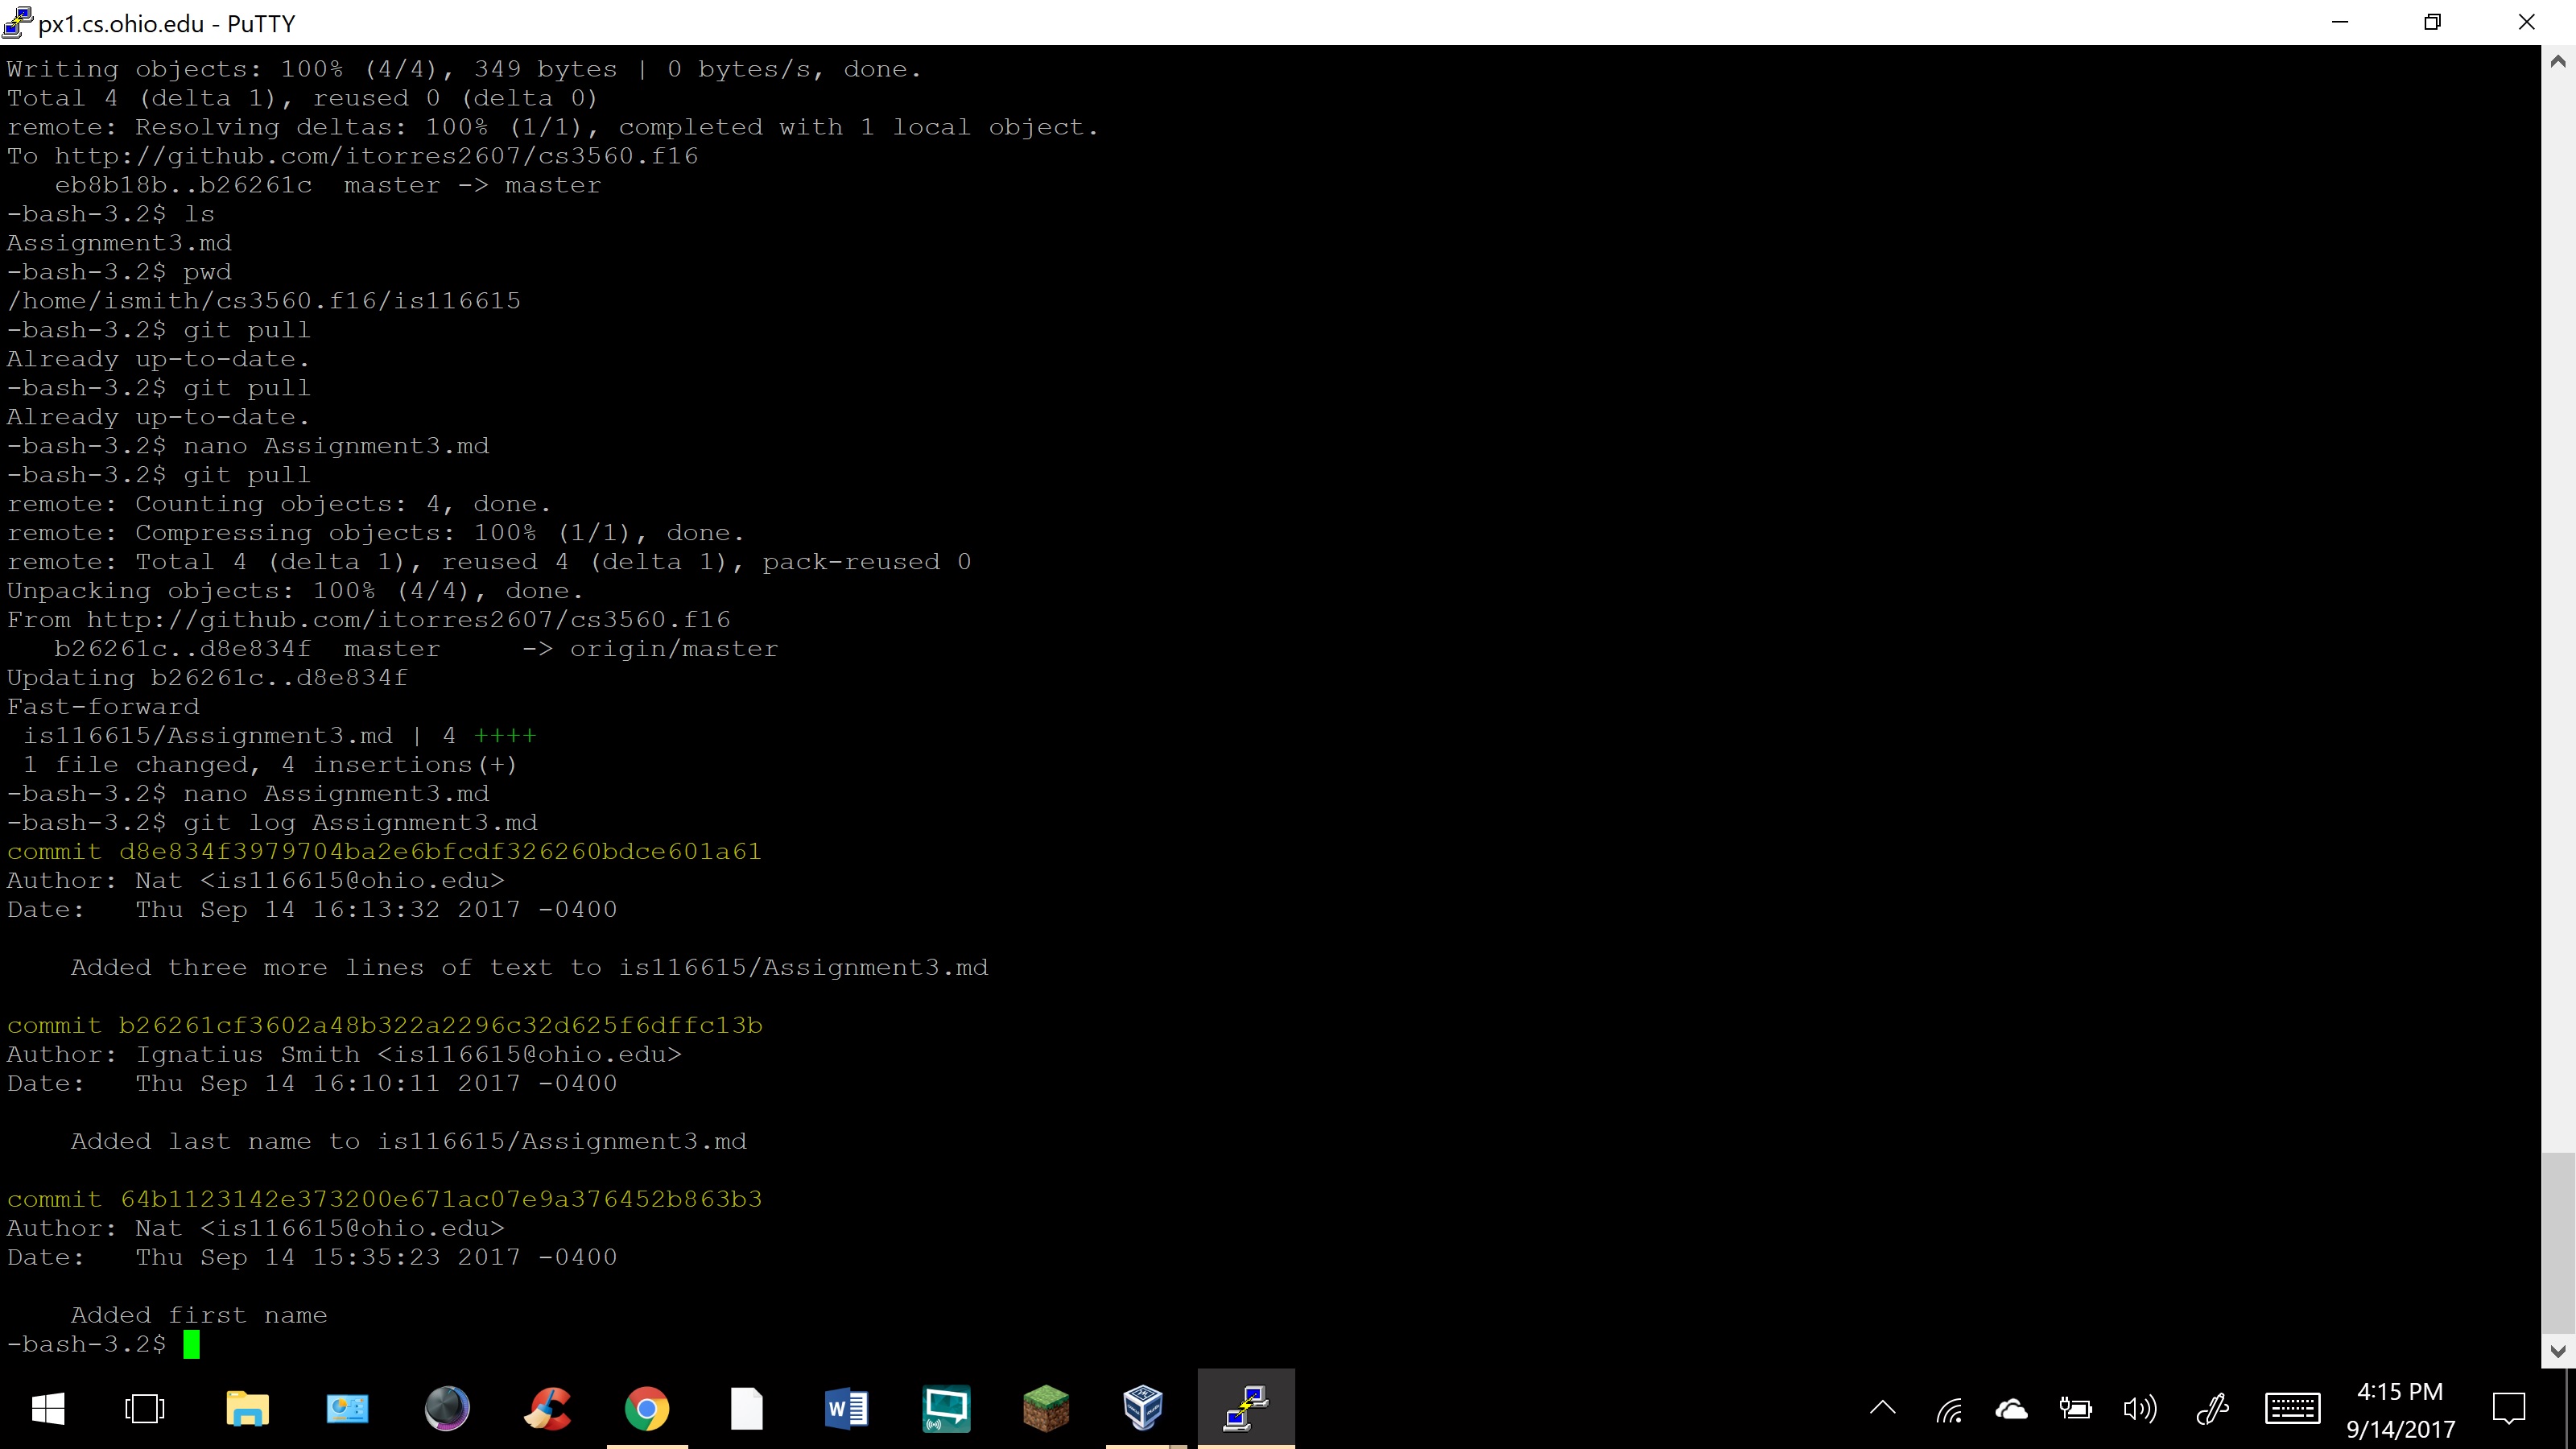 px1.cs.ohio.edu - PuTTY
Writing objects: 100% (4/4), 349 bytes | 0 bytes/s, done.
Total 4 (delta 1), reused 0 (delta 0)
remote: Resolving deltas: 100% (1/1), completed with 1 local object.
To http://github.com/itorres2607/cs3560.f16
   eb8b18b..b26261c  master -> master
-bash-3.2$ ls
Assignment3.md
-bash-3.2$ pwd
/home/ismith/cs3560.f16/is116615
-bash-3.2$ git pull
Already up-to-date.
-bash-3.2$ git pull
Already up-to-date.
-bash-3.2$ nano Assignment3.md
-bash-3.2$ git pull
remote: Counting objects: 4, done.
remote: Compressing objects: 100% (1/1), done.
remote: Total 4 (delta 1), reused 4 (delta 1), pack-reused 0
Unpacking objects: 100% (4/4), done.
From http://github.com/itorres2607/cs3560.f16
   b26261c..d8e834f  master     -> origin/master
Updating b26261c..d8e834f
Fast-forward
 is116615/Assignment3.md | 4 ++++
 1 file changed, 4 insertions(+)
-bash-3.2$ nano Assignment3.md
-bash-3.2$ git log Assignment3.md
commit d8e834f3979704ba2e6bfcdf326260bdce601a61
Author: Nat <is116615@ohio.edu>
Date:   Thu Sep 14 16:13:32 2017 -0400
    Added three more lines of text to is116615/Assignment3.md
commit b26261cf3602a48b322a2296c32d625f6dffc13b
Author: Ignatius Smith <is116615@ohio.edu>
Date:   Thu Sep 14 16:10:11 2017 -0400
    Added last name to is116615/Assignment3.md
commit 64b1123142e373200e671ac07e9a376452b863b3
Author: Nat <is116615@ohio.edu>
Date:   Thu Sep 14 15:35:23 2017 -0400
    Added first name
-bash-3.2$
4:15 PM
9/14/2017